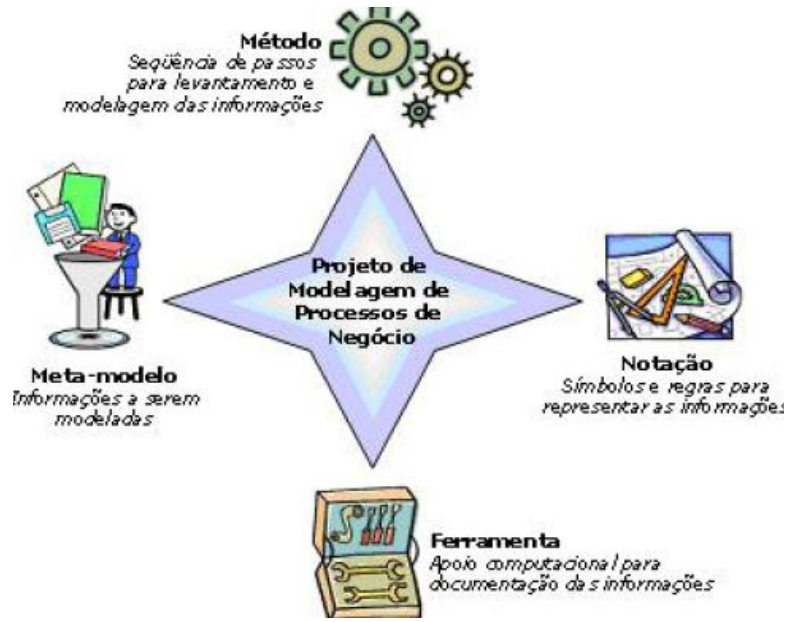 Método
Seqüência de passos
para levantamento e
modelagem das informações
Projeto de
Modelagem de
Processos de
Negócio
Meta-modelo
Informações a serem
modeladas
Notação
Símbolos e regras para
representar as informações
Ferramenta
Apoio computacional para
documentação das informações